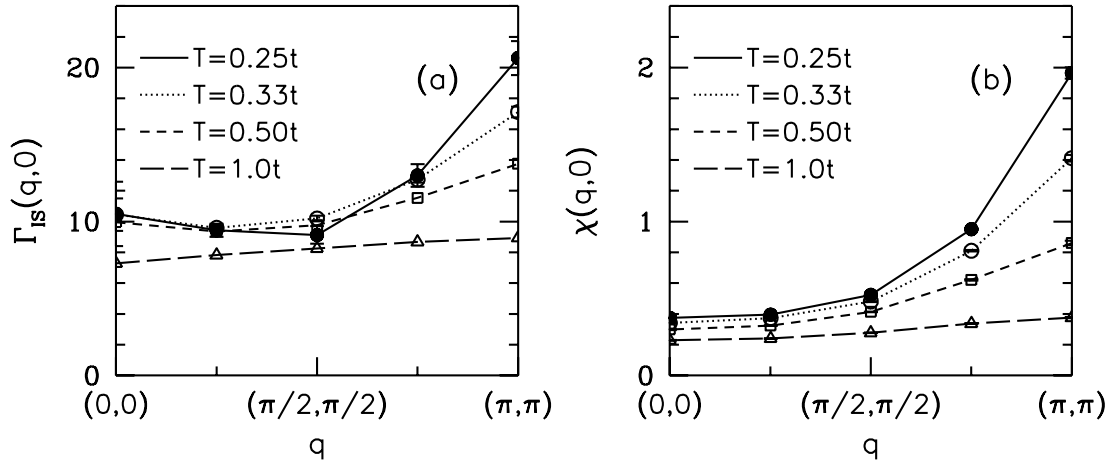 T=0.25t
T=0.33t
T=0.50t
T=1.0t
(a)
20
10
0
Γ_IS(q,0)
(0,0) (π/2,π/2) (π,π)
q
T=0.25t
T=0.33t
T=0.50t
T=1.0t
(b)
2
1
0
χ(q,0)
(0,0) (π/2,π/2) (π,π)
q